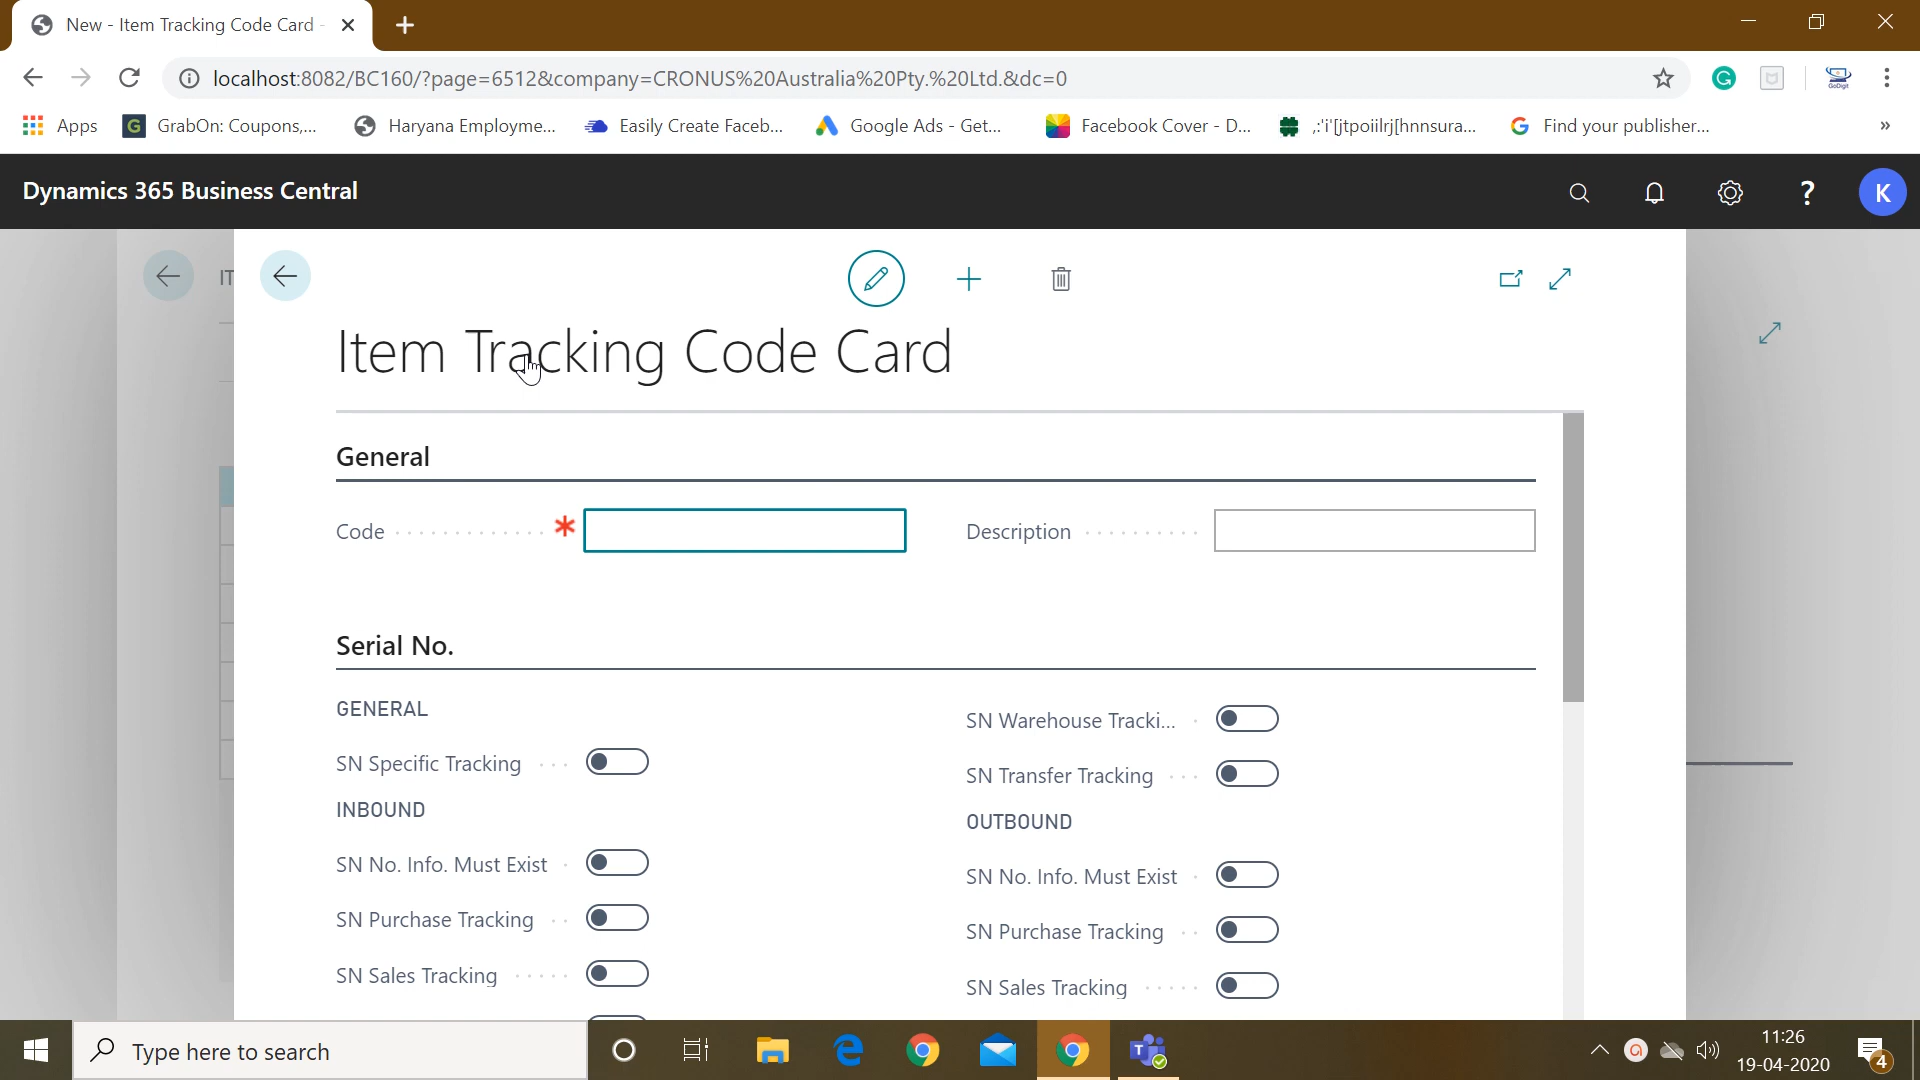 New - Item Tracking Code Card -
localhost:8082/BC160/?page=6512&company=CRONUS%20Australia%20Pty.%20Ltd.&dc=0
Apps
GrabOn: Coupons,...
Haryana Employme...
Easily Create Faceb...
Google Ads - Get...
Facebook Cover - D...
,:'i'[jtpoiilrj[hnnsura...
Find your publisher...
»
Dynamics 365 Business Central
?
K
IT
Item Tracking Code Card
General
Code
*
Description
Serial No.
GENERAL
SN Specific Tracking
INBOUND
SN No. Info. Must Exist
SN Purchase Tracking
SN Sales Tracking
SN Warehouse Tracki...
SN Transfer Tracking
OUTBOUND
SN No. Info. Must Exist
SN Purchase Tracking
SN Sales Tracking
Type here to search
11:26
19-04-2020
4